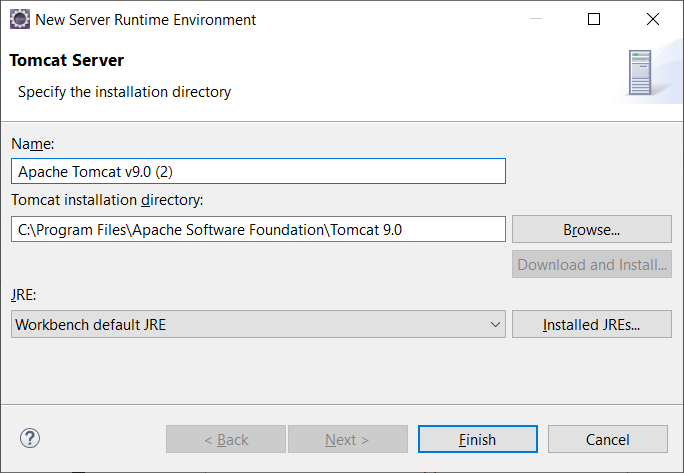 New Server Runtime Environment
Tomcat Server
Specify the installation directory
Name:
Apache Tomcat v9.0 (2)
Tomcat installation directory:
C:\Program Files\Apache Software Foundation\Tomcat 9.0
Browse...
Download and Install...
JRE:
Workbench default JRE
Installed JREs...
?
< Back
Next >
Finish
Cancel